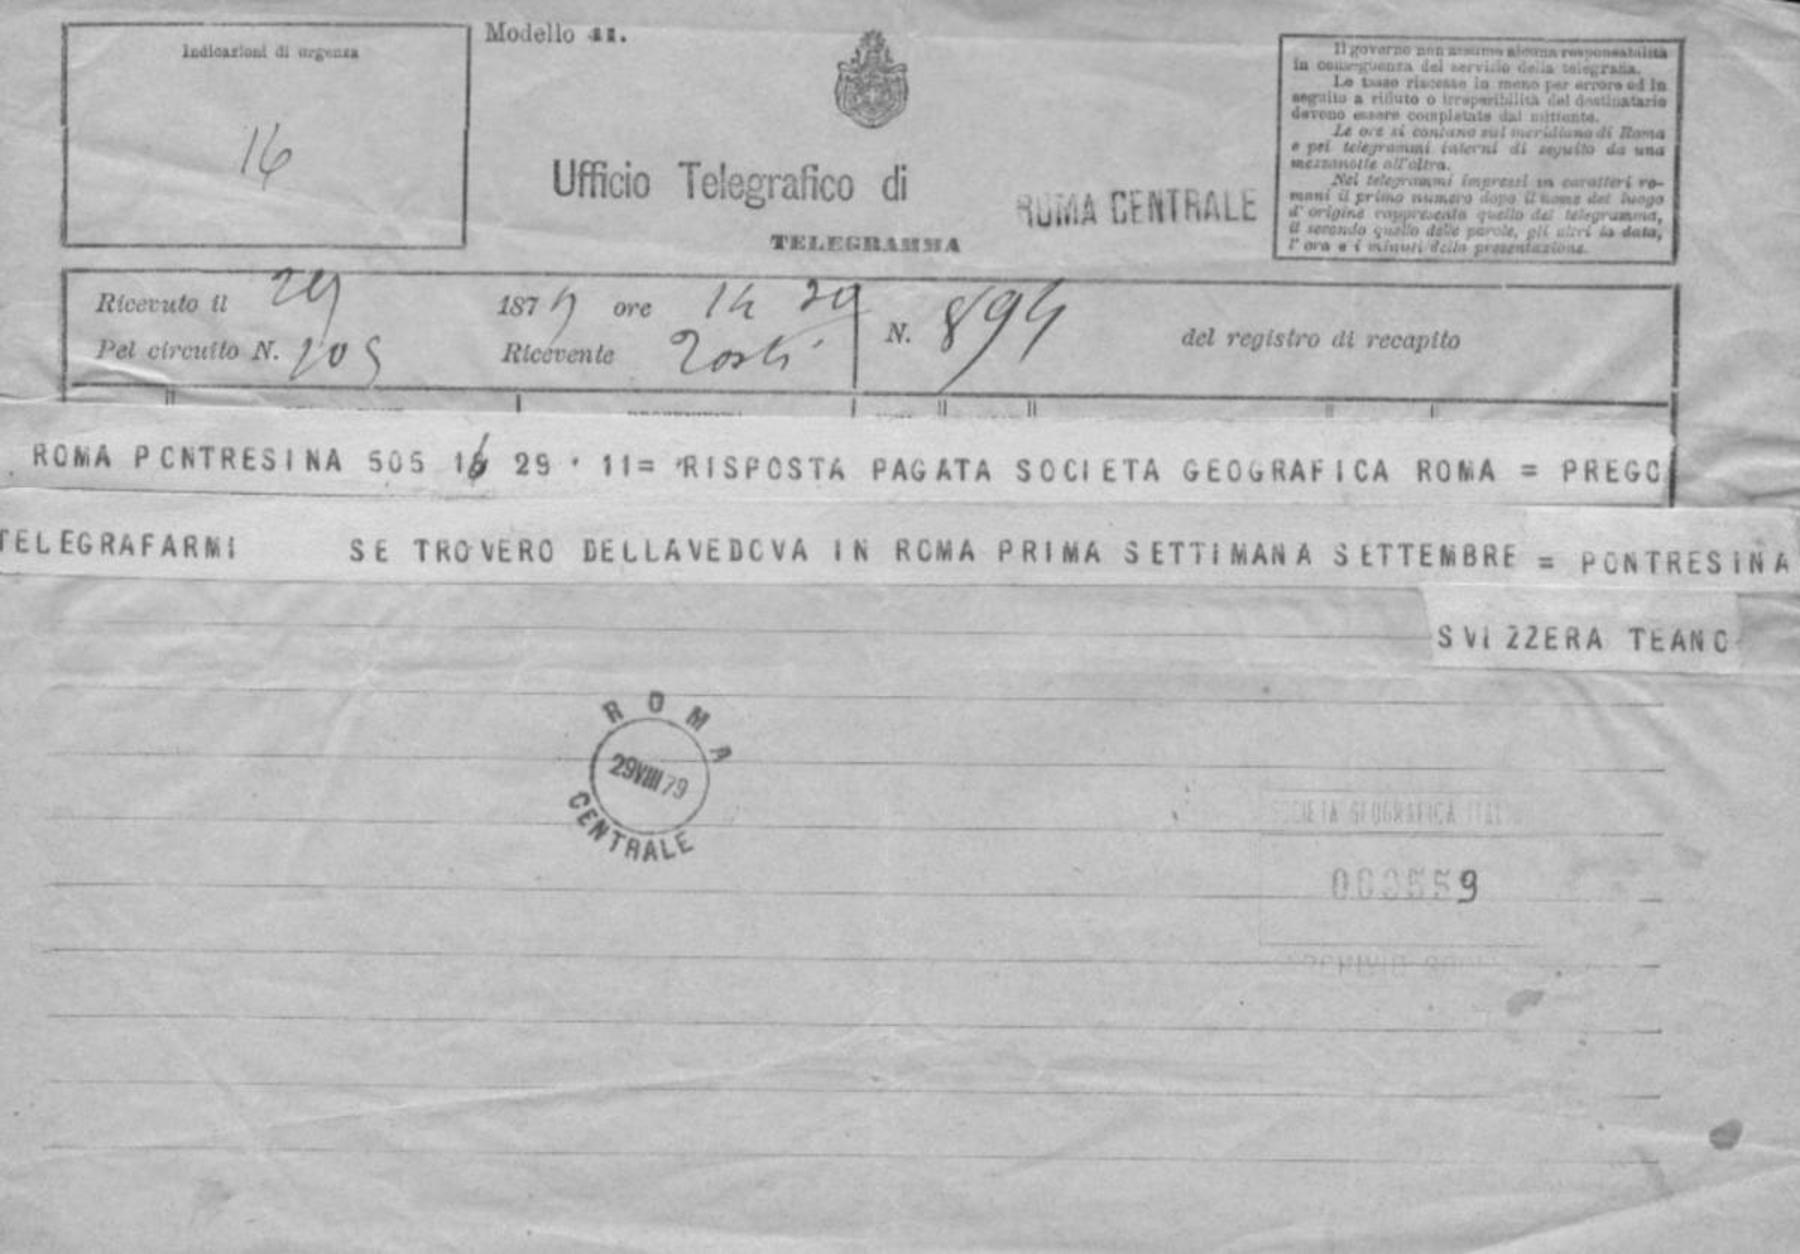 Indicazioni di urgenza
16
Modello 41.
Ufficio Telegrafico di
ROMA CENTRALE
TELEGRAMMA
Il governo non assume alcuna responsabilità
in conseguenza del servizio della telegrafia.
Le tasse riscosse in meno per errore od in
seguito a rifiuto o irreperibilità del destinatario
devono essere completate dal mittente.
Le ore si contano sul meridiano di Roma
e pei telegrammi interni di seguito da una
mezzanotte all'altra.
Nei telegrammi impressi in caratteri ro-
mani il primo numero dopo il nome del luogo
d'origine rappresenta quello del telegramma,
il secondo quello delle parole, gli altri la data,
l'ora e i minuti della presentazione.
Ricevuto il 29 1879 ore 14
Pel circuito N. 205 Ricevente
N. 894 del registro di recapito
ROMA PONTRESINA 505 16 29 11= RISPOSTA PAGATA SOCIETA GEOGRAFICA ROMA = PREGO
TELEGRAFARMI SE TROVERO DELLAVEDOVA IN ROMA PRIMA SETTIMANA SETTEMBRE = PONTRESINA
SVIZZERA TEANO
ROMA
29 VIII 79
CENTRALE
SOCIETA GEOGRAFICA ITAL
003559